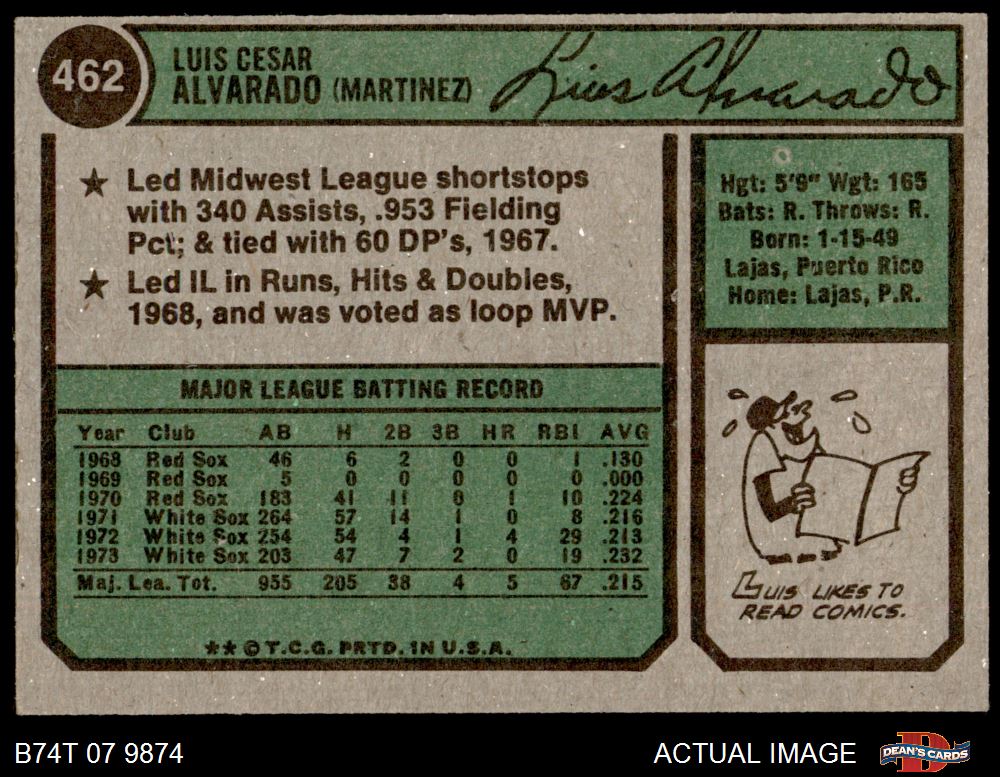 462
LUIS CESAR
ALVARADO (MARTINEZ)
Luis Alvarado
★ Led Midwest League shortstops
with 340 Assists, .953 Fielding
Pct; & tied with 60 DP's, 1967.
★ Led IL in Runs, Hits & Doubles,
1968, and was voted as loop MVP.
Hgt: 5'9" Wgt: 165
Bats: R. Throws: R.
Born: 1-15-49
Lajas, Puerto Rico
Home: Lajas, P.R.
MAJOR LEAGUE BATTING RECORD
Year Club AB H 2B 3B HR RBI AVG
1968 Red Sox 46 6 2 0 0 1 .130
1969 Red Sox 5 0 0 0 0 0 .000
1970 Red Sox 183 41 11 0 1 10 .224
1971 White Sox 264 57 14 1 0 8 .216
1972 White Sox 254 54 4 1 4 29 .213
1973 White Sox 203 47 7 2 0 19 .232
Maj. Lea. Tot. 955 205 38 4 5 67 .215
** © T.C.G. PRTD. IN U.S.A.
LUIS LIKES TO
READ COMICS.
B74T 07 9874
ACTUAL IMAGE
DEAN'S CARDS